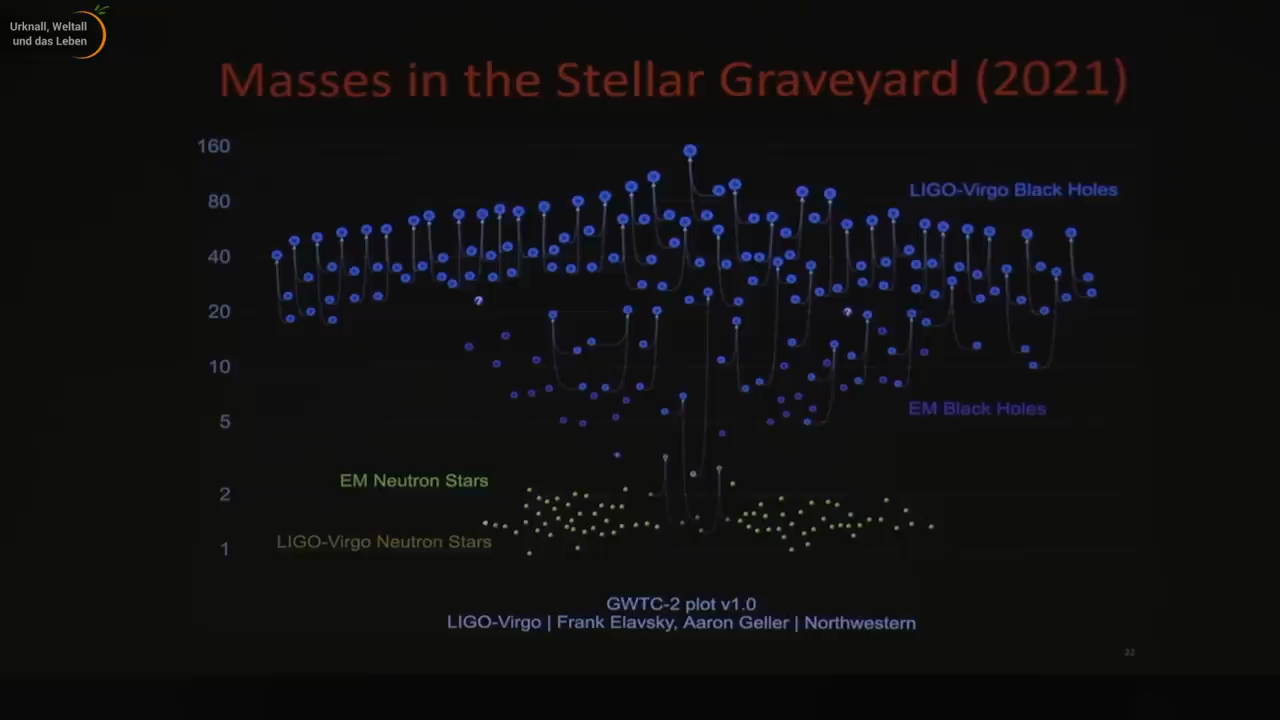 Urknall, Weltall
und das Leben
Masses in the Stellar Graveyard (2021)
160
80
40
20
10
5
2
1
LIGO-Virgo Black Holes
EM Black Holes
EM Neutron Stars
LIGO-Virgo Neutron Stars
?
?
GWTC-2 plot v1.0
LIGO-Virgo | Frank Elavsky, Aaron Geller | Northwestern
22